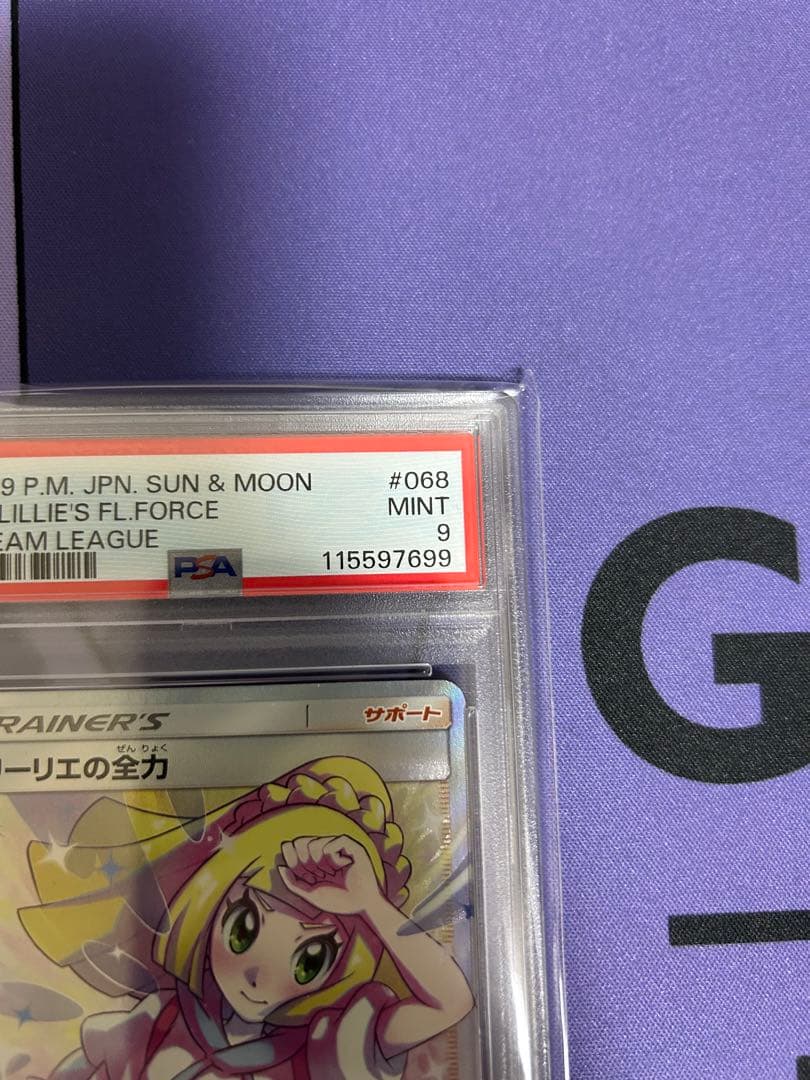 9 P.M. JPN. SUN & MOON #068
LILLIE'S FL.FORCE MINT
EAM LEAGUE 9
PSA 115597699
RAINER'S サポート
ぜんりょく
ーリエの全力
G